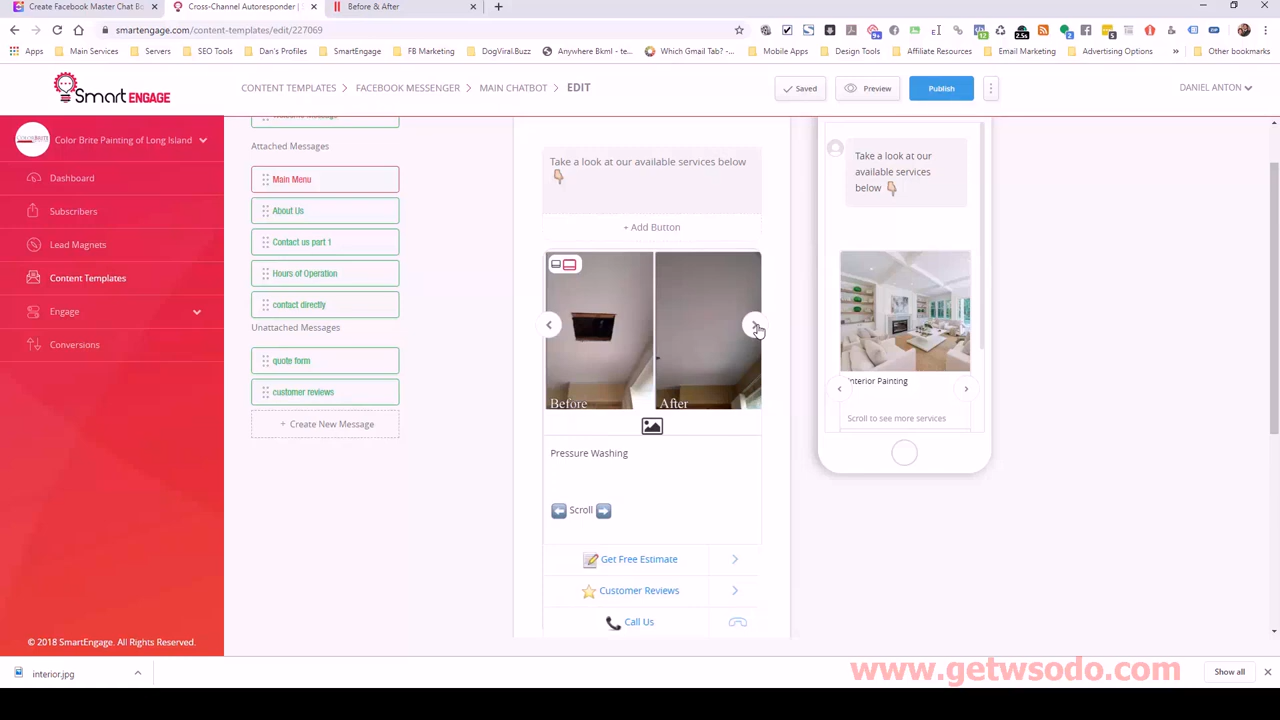 Create Facebook Master Chat Bo
Cross-Channel Autoresponder | S
Before & After
smartengage.com/content-templates/edit/227069
Apps
Main Services
Servers
SEO Tools
Dan's Profiles
SmartEngage
FB Marketing
DogViral.Buzz
Anywhere Bkml - te...
Which Gmail Tab? -...
Mobile Apps
Design Tools
Affiliate Resources
Email Marketing
Advertising Options
Other bookmarks
Smart ENGAGE
CONTENT TEMPLATES
FACEBOOK MESSENGER
MAIN CHATBOT
EDIT
Saved
Preview
Publish
DANIEL ANTON
Color Brite Painting of Long Island
Dashboard
Subscribers
Lead Magnets
Content Templates
Engage
Conversions
© 2018 SmartEngage. All Rights Reserved.
Attached Messages
Main Menu
About Us
Contact us part 1
Hours of Operation
contact directly
Unattached Messages
quote form
customer reviews
+ Create New Message
Take a look at our available services below
+ Add Button
Before
After
Pressure Washing
Scroll
Get Free Estimate
Customer Reviews
Call Us
Take a look at our
available services
below
Interior Painting
Scroll to see more services
interior.jpg
www.getwsodo.com
Show all